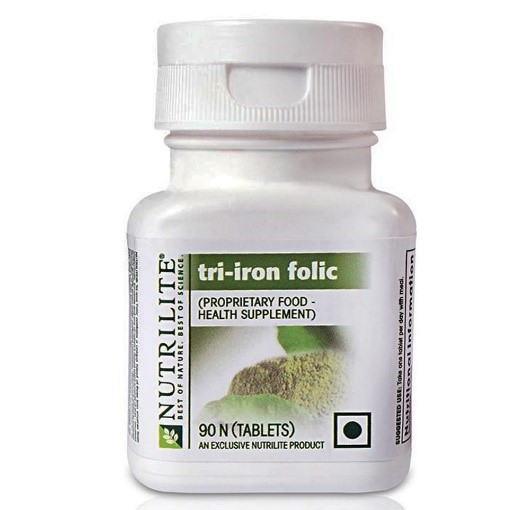 NUTRILITE®
BEST OF NATURE. BEST OF SCIENCE.
tri-iron folic
(PROPRIETARY FOOD -
HEALTH SUPPLEMENT)
90 N (TABLETS)
AN EXCLUSIVE NUTRILITE PRODUCT
SUGGESTED USE: Take one tablet per day with meal.
Nutritional Information